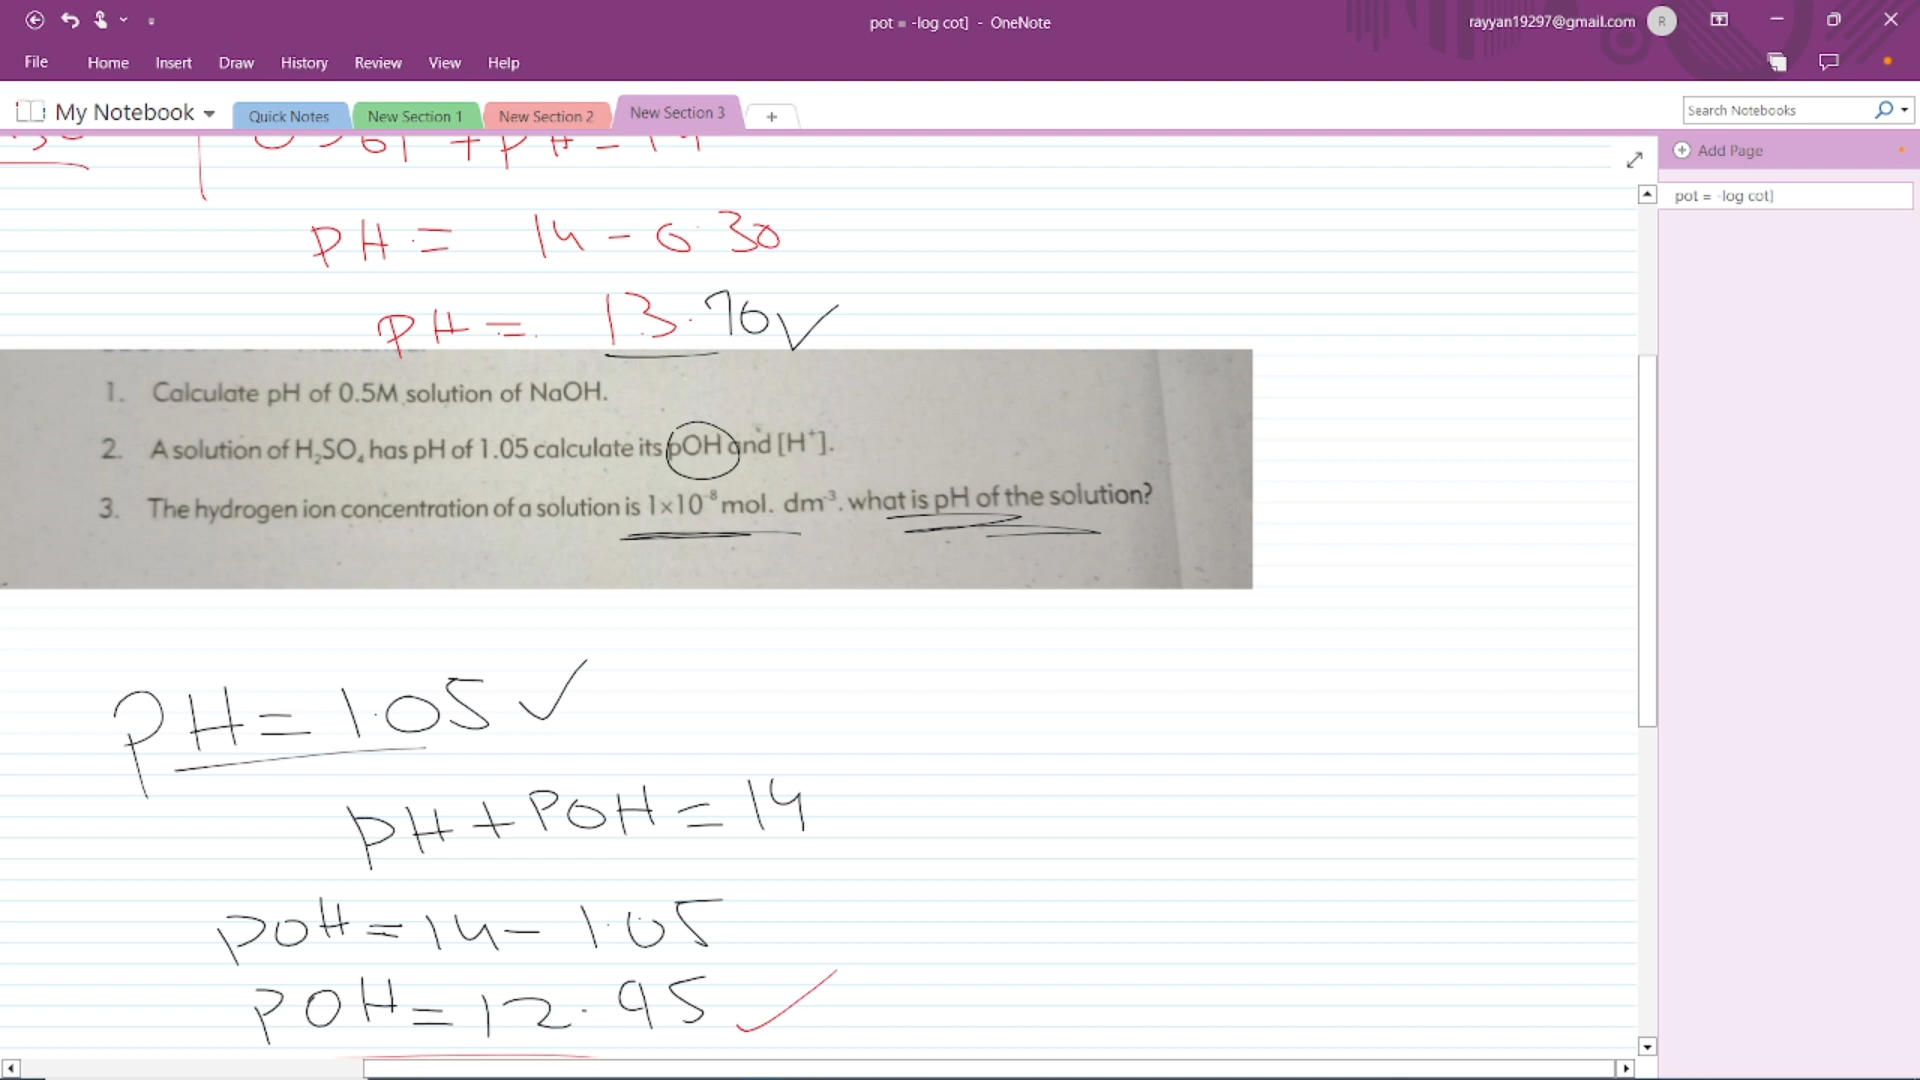 pot = -log cot] - OneNote
rayyan19297@gmail.com
R
File Home Insert Draw History Review View Help
My Notebook
Quick Notes
New Section 1
New Section 2
New Section 3
+
Search Notebooks
Add Page
pot = -log cot]
+ PH = 14
PH = 14 - 0.30
PH = 13.70 ✓
1. Calculate pH of 0.5M solution of NaOH.
2. A solution of H₂SO₄ has pH of 1.05 calculate its pOH and [H⁺].
3. The hydrogen ion concentration of a solution is 1×10⁻⁸ mol. dm⁻³. what is pH of the solution?
PH = 1.05 ✓
PH + POH = 14
POH = 14 - 1.05
POH = 12.95 ✓